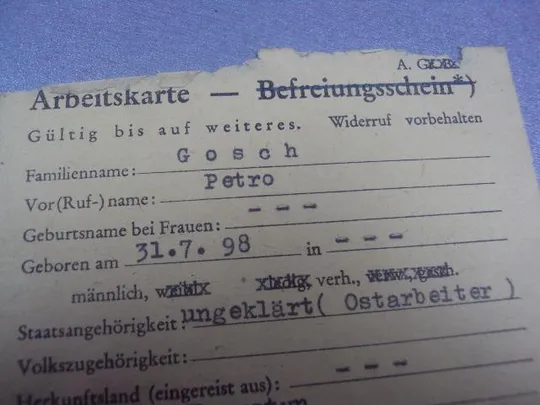 A.
Arbeitskarte — Befreiungsschein*)
Gültig bis auf weiteres. Widerruf vorbehalten
Familienname: Gosch
Vor(Ruf-)name: Petro
Geburtsname bei Frauen: - - -
Geboren am 31.7.98 in - - -
männlich, verh.,
Staatsangehörigkeit: ungeklärt( Ostarbeiter )
Volkszugehörigkeit:
Herkunftsland (eingereist aus): - - -